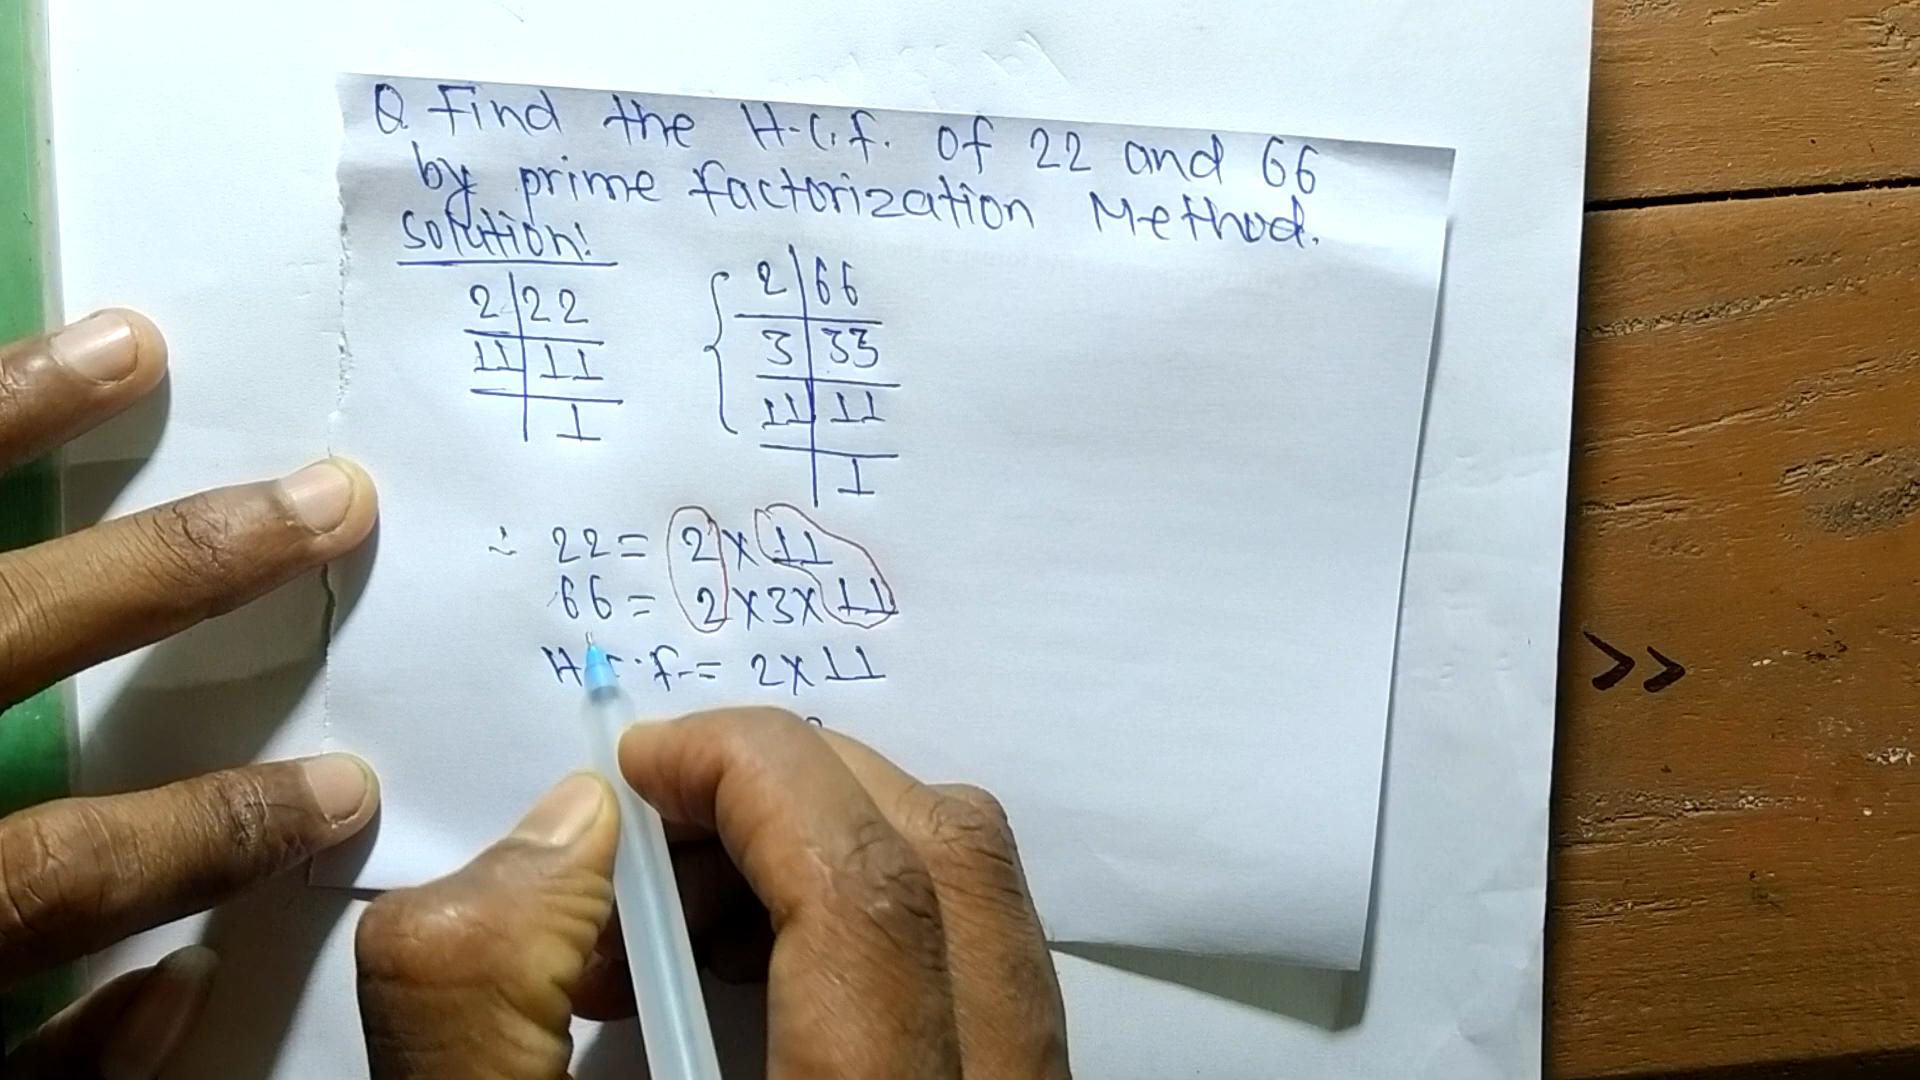 Q Find the H.C.f. of 22 and 66
by prime factorization Method.
solution:
2 | 22
11 | 11
1
2 | 66
3 | 33
11 | 11
1
∴ 22 = 2 x 11
66 = 2 x 3 x 11
H.C.f. = 2 x 11
>>